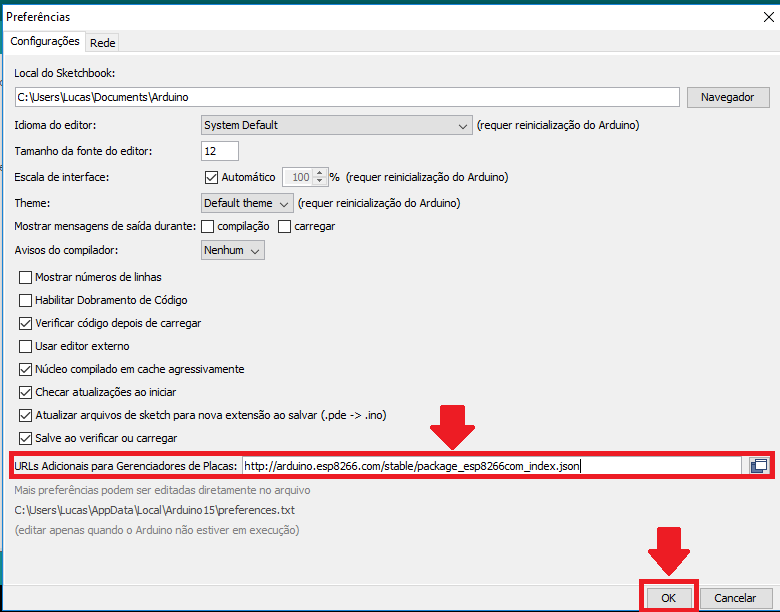 Preferências
Configurações Rede
Local do Sketchbook:
C:\Users\Lucas\Documents\Arduino Navegador
Idioma do editor: System Default (requer reinicialização do Arduino)
Tamanho da fonte do editor: 12
Escala de interface: Automático 100 % (requer reinicialização do Arduino)
Theme: Default theme (requer reinicialização do Arduino)
Mostrar mensagens de saída durante: compilação carregar
Avisos do compilador: Nenhum
Mostrar números de linhas
Habilitar Dobramento de Código
Verificar código depois de carregar
Usar editor externo
Núcleo compilado em cache agressivamente
Checar atualizações ao iniciar
Atualizar arquivos de sketch para nova extensão ao salvar (.pde -> .ino)
Salve ao verificar ou carregar
URLs Adicionais para Gerenciadores de Placas: http://arduino.esp8266.com/stable/package_esp8266com_index.json
Mais preferências podem ser editadas diretamente no arquivo
C:\Users\Lucas\AppData\Local\Arduino15\preferences.txt
(editar apenas quando o Arduino não estiver em execução)
OK Cancelar